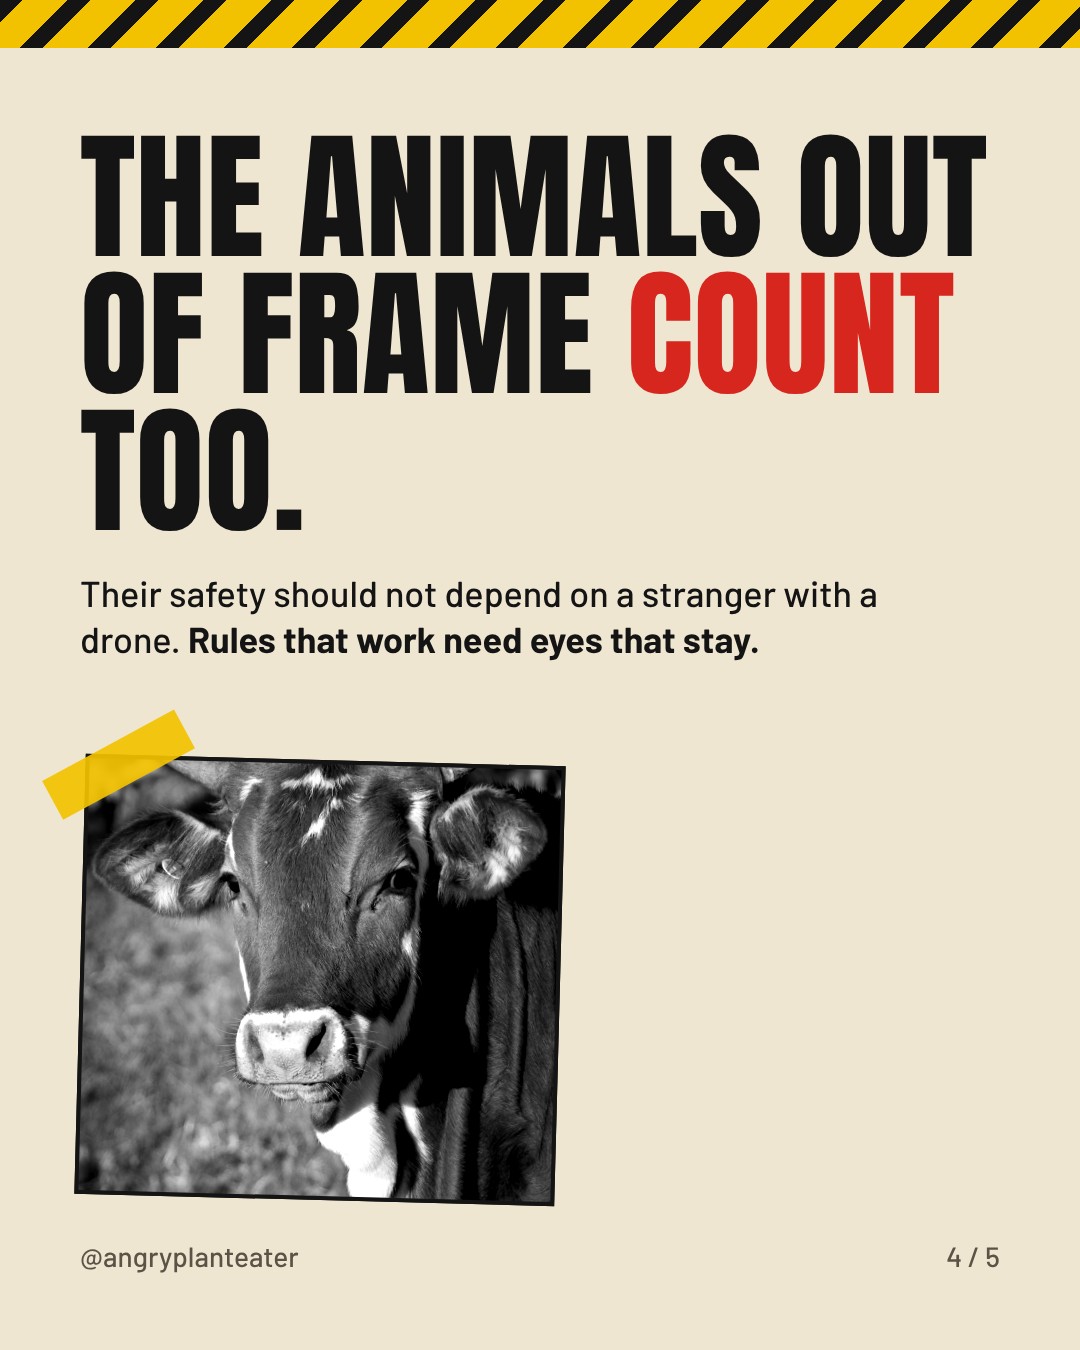 THE ANIMALS OUT
OF FRAME COUNT
TOO.
Their safety should not depend on a stranger with a
drone. Rules that work need eyes that stay.
@angryplanteater
4 / 5